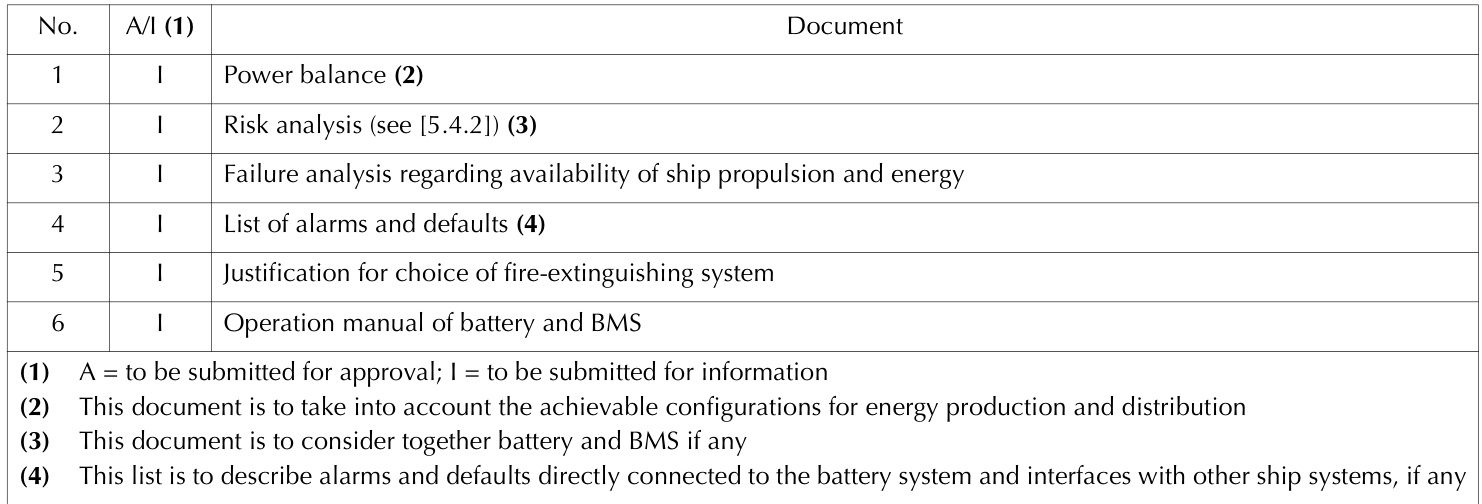 No. A/I (1) Document
1 I Power balance (2)
2 I Risk analysis (see [5.4.2]) (3)
3 I Failure analysis regarding availability of ship propulsion and energy
4 I List of alarms and defaults (4)
5 I Justification for choice of fire-extinguishing system
6 I Operation manual of battery and BMS
(1) A = to be submitted for approval; I = to be submitted for information
(2) This document is to take into account the achievable configurations for energy production and distribution
(3) This document is to consider together battery and BMS if any
(4) This list is to describe alarms and defaults directly connected to the battery system and interfaces with other ship systems, if any